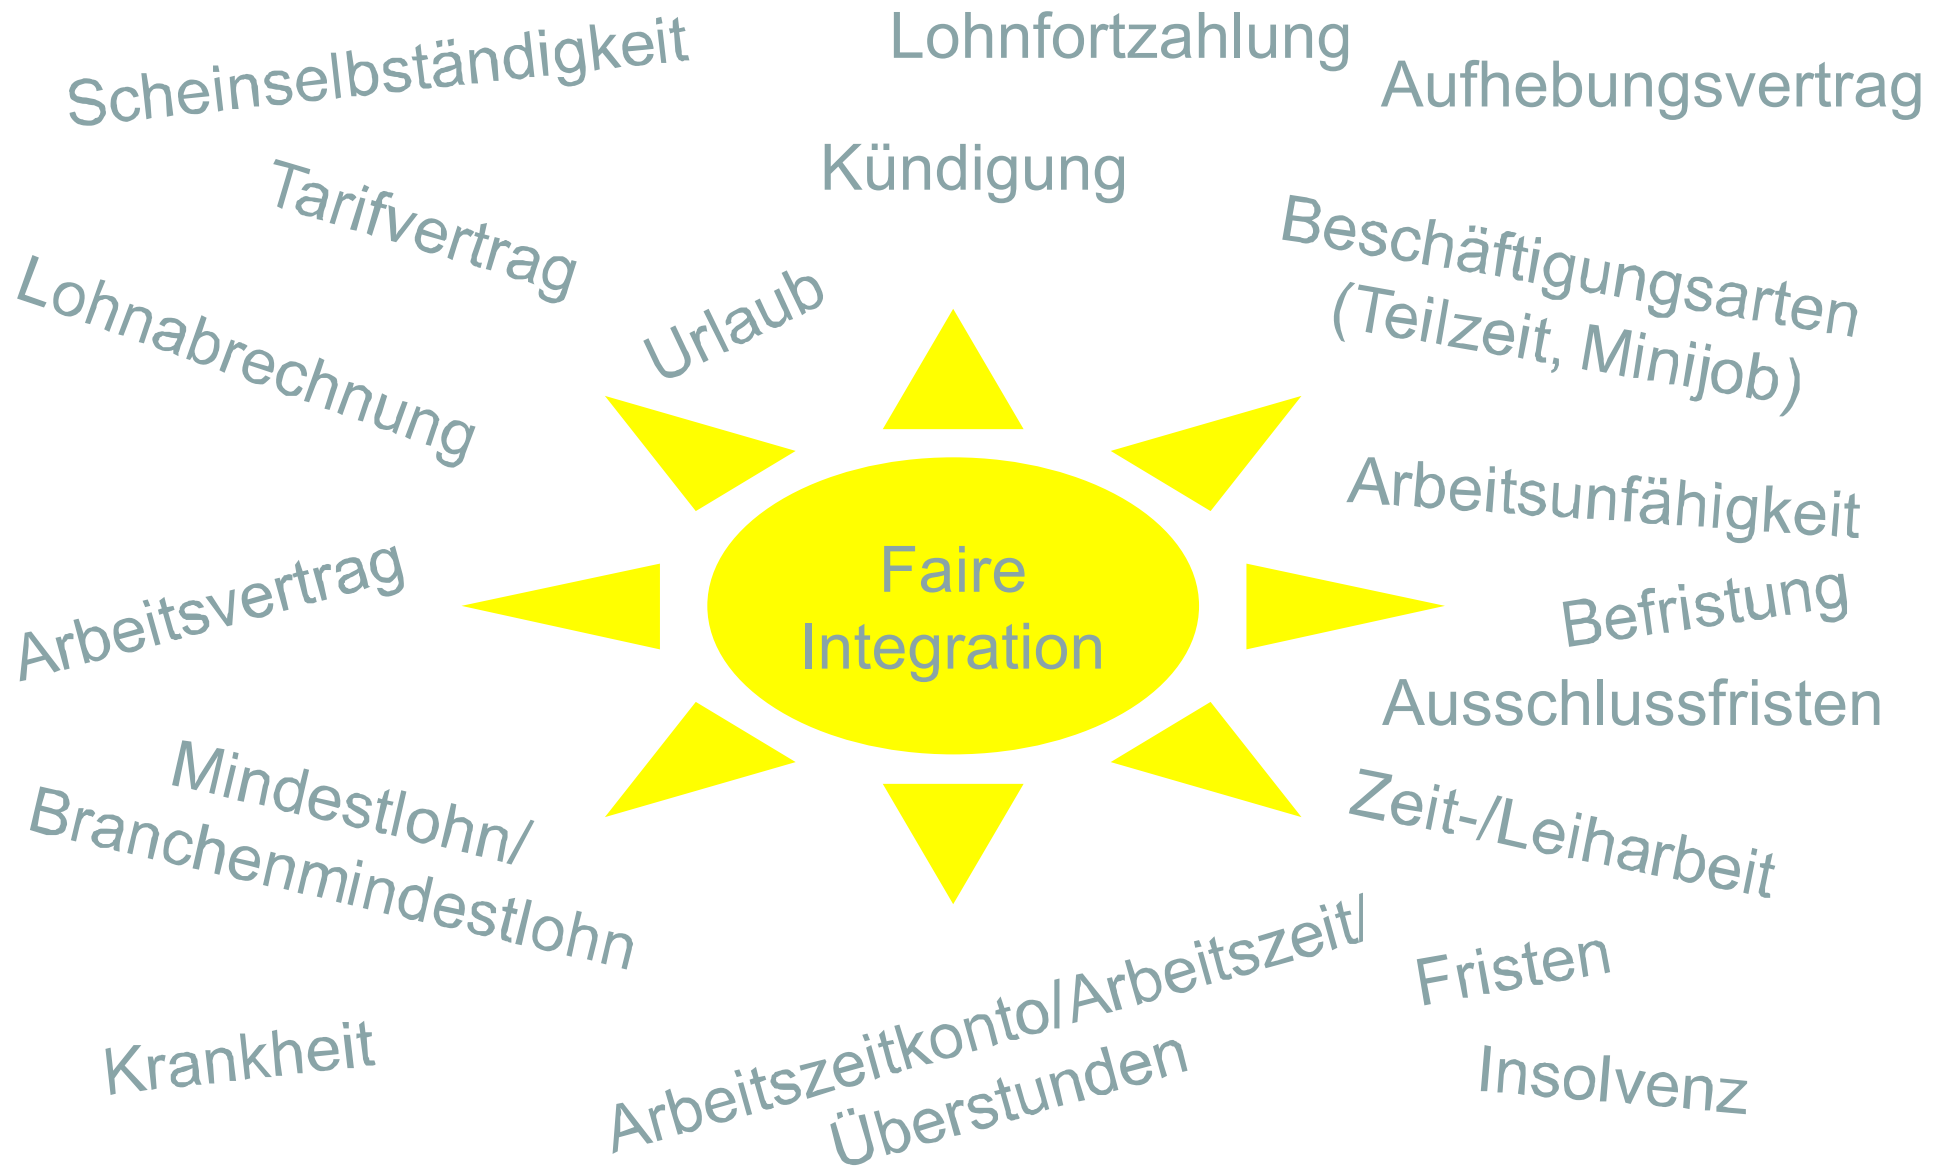 Scheinselbständigkeit
Lohnfortzahlung
Aufhebungsvertrag
Kündigung
Tarifvertrag
Beschäftigungsarten
(Teilzeit, Minijob)
Lohnabrechnung
Urlaub
Arbeitsunfähigkeit
Faire
Integration
Arbeitsvertrag
Befristung
Ausschlussfristen
Mindestlohn/
Branchenmindestlohn
Zeit-/Leiharbeit
Fristen
Arbeitszeitkonto/Arbeitszeit/
Überstunden
Krankheit
Insolvenz